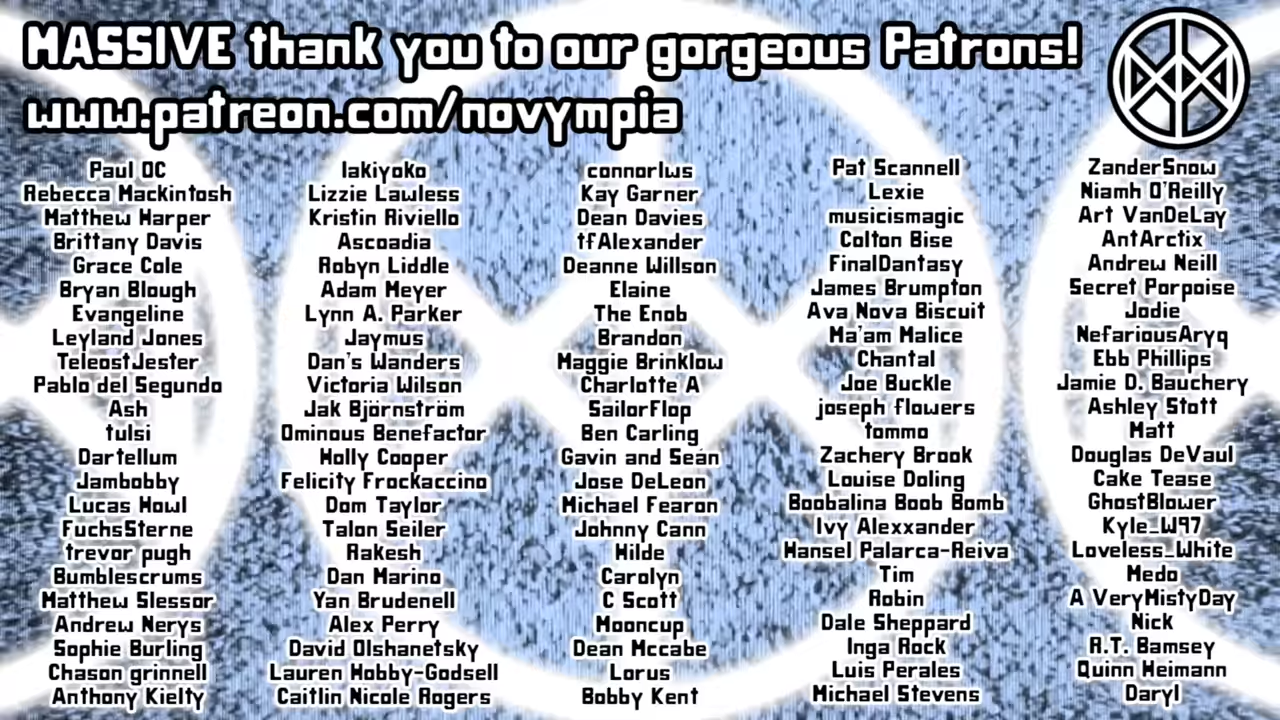 MASSIVE thank you to our gorgeous Patrons!
www.patreon.com/novympia
Paul OC
Rebecca Mackintosh
Matthew Harper
Brittany Davis
Grace Cole
Bryan Blough
Evangeline
Leyland Jones
TeleostJester
Pablo del Segundo
Ash
tulsi
Dartellum
Jambobby
Lucas Howl
FuchsSterne
trevor pugh
Bumblescrums
Matthew Slessor
Andrew Nerys
Sophie Burling
Chason grinnell
Anthony Kielty
lakiyoko
Lizzie Lawless
Kristin Riviello
Ascoadia
Robyn Liddle
Adam Meyer
Lynn A. Parker
Jaymus
Dan's Wanders
Victoria Wilson
Jak Björnström
Ominous Benefactor
Holly Cooper
Felicity Frockaccino
Dom Taylor
Talon Seiler
Rakesh
Dan Marino
Yan Brudenell
Alex Perry
David Olshanetsky
Lauren Hobby-Godsell
Caitlin Nicole Rogers
connorlws
Kay Garner
Dean Davies
tfAlexander
Deanne Willson
Elaine
The Enob
Brandon
Maggie Brinklow
Charlotte A
SailorFlop
Ben Carling
Gavin and Seán
Jose DeLeon
Michael Fearon
Johnny Cann
Hilde
Carolyn
C Scott
Mooncup
Dean Mccabe
Lorus
Bobby Kent
Pat Scannell
Lexie
musicismagic
Colton Bise
FinalDantasy
James Brumpton
Ava Nova Biscuit
Ma'am Malice
Chantal
Joe Buckle
joseph flowers
tommo
Zachery Brook
Louise Doling
Boobalina Boob Bomb
Ivy Alexxander
Hansel Palarca-Reiva
Tim
Robin
Dale Sheppard
Inga Rock
Luis Perales
Michael Stevens
ZanderSnow
Niamh O'Reilly
Art VanDeLay
AntArctix
Andrew Neill
Secret Porpoise
Jodie
NefariousAryq
Ebb Phillips
Jamie D. Bauchery
Ashley Stott
Matt
Douglas DeVaul
Cake Tease
GhostBlower
Kyle_W97
Loveless_White
Medo
A VeryMistyDay
Nick
R.T. Bamsey
Quinn Heimann
Daryl